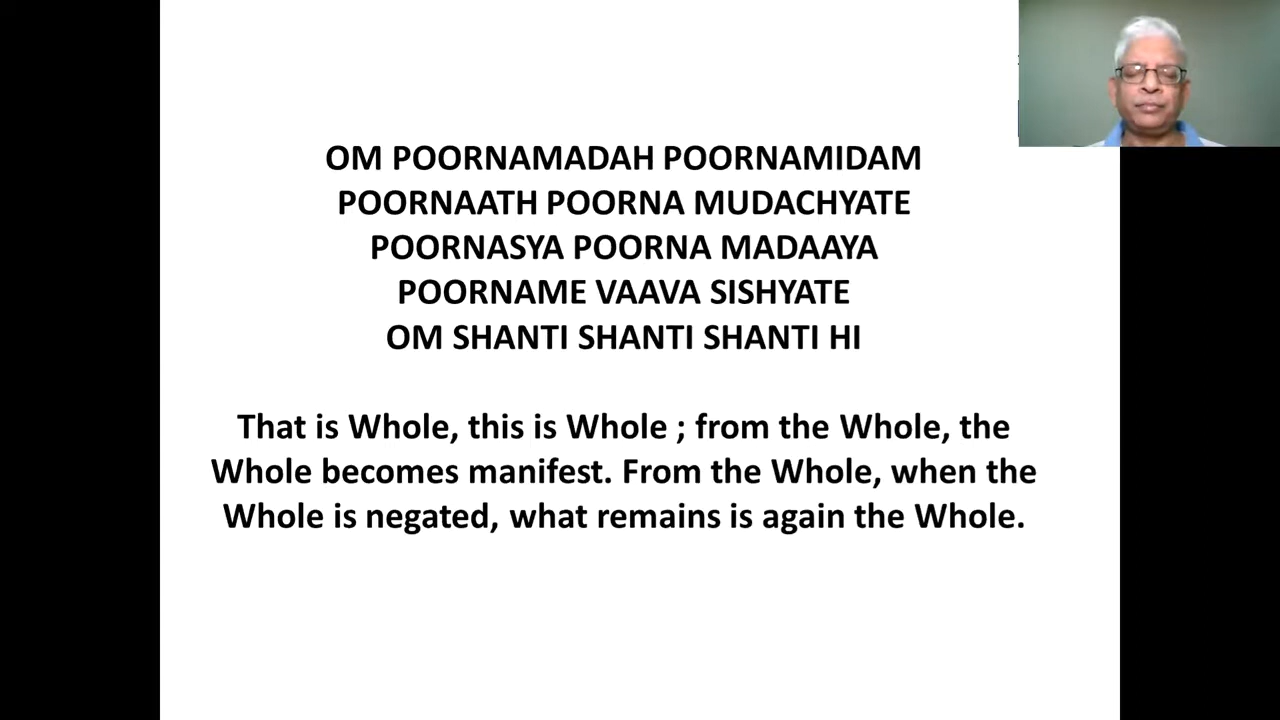 OM POORNAMADAH POORNAMIDAM
POORNAATH POORNA MUDACHYATE
POORNASYA POORNA MADAAYA
POORNAME VAAVA SISHYATE
OM SHANTI SHANTI SHANTI HI
That is Whole, this is Whole ; from the Whole, the
Whole becomes manifest. From the Whole, when the
Whole is negated, what remains is again the Whole.